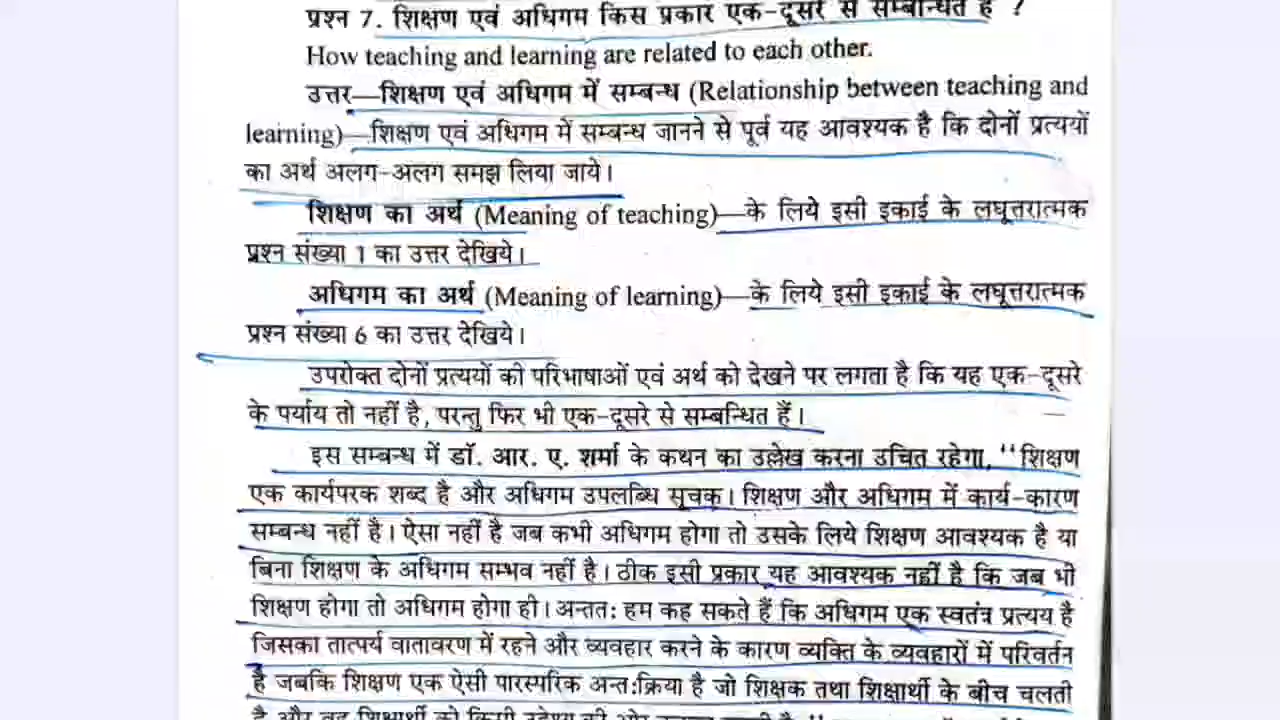 प्रश्न 7. शिक्षण एवं अधिगम किस प्रकार एक-दूसरे से सम्बन्धित हैं ?
How teaching and learning are related to each other.
उत्तर—शिक्षण एवं अधिगम में सम्बन्ध (Relationship between teaching and
learning)—शिक्षण एवं अधिगम में सम्बन्ध जानने से पूर्व यह आवश्यक है कि दोनों प्रत्ययों
का अर्थ अलग-अलग समझ लिया जाये।
शिक्षण का अर्थ (Meaning of teaching)—के लिये इसी इकाई के लघूत्तरात्मक
प्रश्न संख्या 1 का उत्तर देखिये।
अधिगम का अर्थ (Meaning of learning)—के लिये इसी इकाई के लघूत्तरात्मक
प्रश्न संख्या 6 का उत्तर देखिये।
उपरोक्त दोनों प्रत्ययों की परिभाषाओं एवं अर्थ को देखने पर लगता है कि यह एक-दूसरे
के पर्याय तो नहीं है, परन्तु फिर भी एक-दूसरे से सम्बन्धित हैं।
इस सम्बन्ध में डॉ. आर. ए. शर्मा के कथन का उल्लेख करना उचित रहेगा, "शिक्षण
एक कार्यपरक शब्द है और अधिगम उपलब्धि सूचक। शिक्षण और अधिगम में कार्य-कारण
सम्बन्ध नहीं है। ऐसा नहीं है जब कभी अधिगम होगा तो उसके लिये शिक्षण आवश्यक है या
बिना शिक्षण के अधिगम सम्भव नहीं है। ठीक इसी प्रकार यह आवश्यक नहीं है कि जब भी
शिक्षण होगा तो अधिगम होगा ही। अन्तत: हम कह सकते हैं कि अधिगम एक स्वतंत्र प्रत्यय है
जिसका तात्पर्य वातावरण में रहने और व्यवहार करने के कारण व्यक्ति के व्यवहारों में परिवर्तन
है जबकि शिक्षण एक ऐसी पारस्परिक अन्त:क्रिया है जो शिक्षक तथा शिक्षार्थी के बीच चलती
है और वह शिक्षार्थी को किसी उद्देश्य की ओर